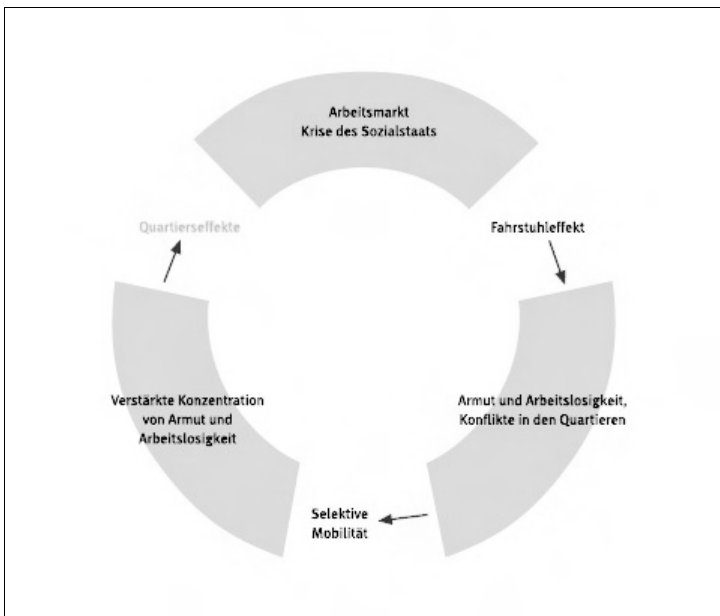 Arbeitsmarkt
Krise des Sozialstaats
Quartierseffekte
Fahrstuhleffekt
Verstärkte Konzentration
von Armut und
Arbeitslosigkeit
Armut und Arbeitslosigkeit,
Konflikte in den Quartieren
Selektive
Mobilität